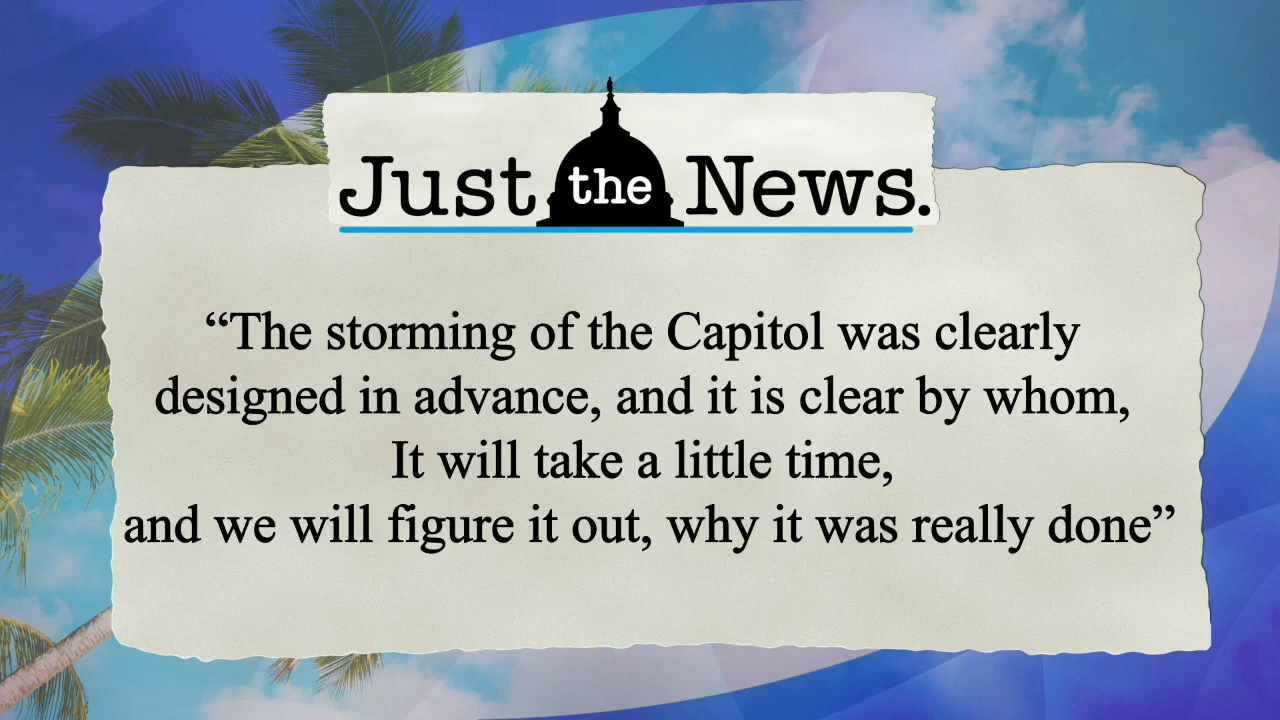 Just the News.
“The storming of the Capitol was clearly
designed in advance, and it is clear by whom,
It will take a little time,
and we will figure it out, why it was really done”